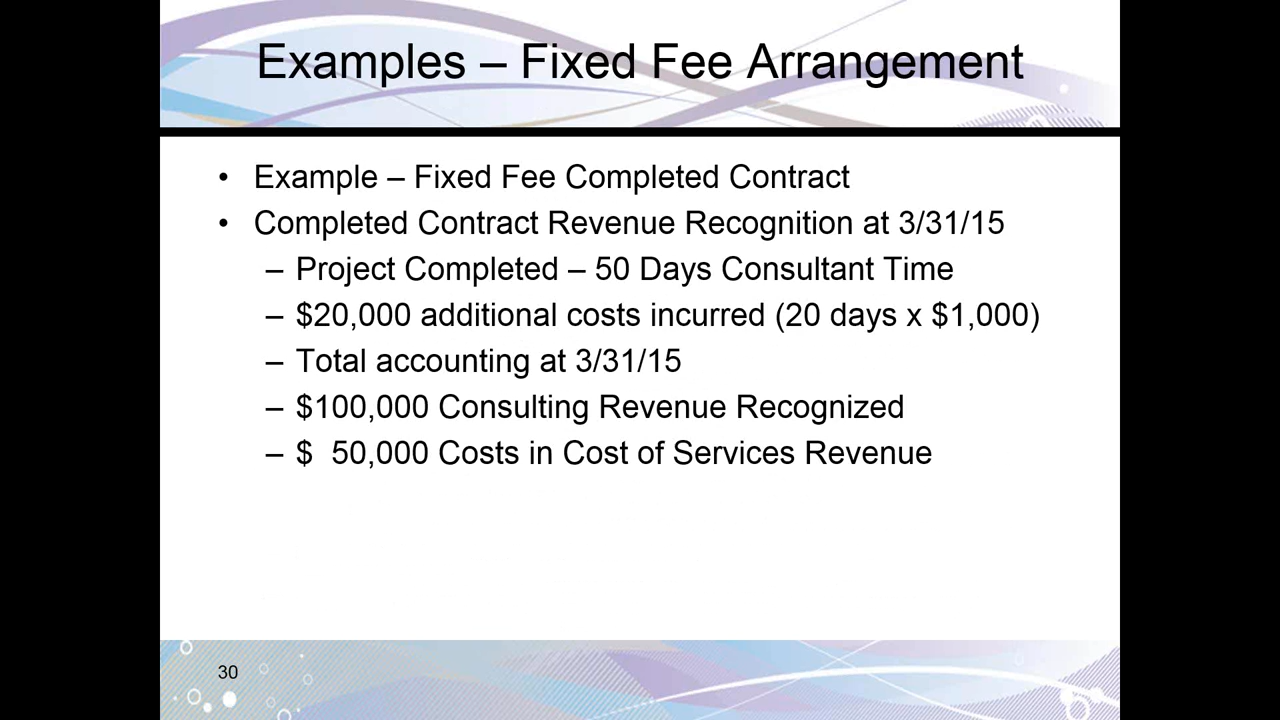 Examples – Fixed Fee Arrangement
• Example – Fixed Fee Completed Contract
• Completed Contract Revenue Recognition at 3/31/15
– Project Completed – 50 Days Consultant Time
– $20,000 additional costs incurred (20 days x $1,000)
– Total accounting at 3/31/15
– $100,000 Consulting Revenue Recognized
– $  50,000 Costs in Cost of Services Revenue
30